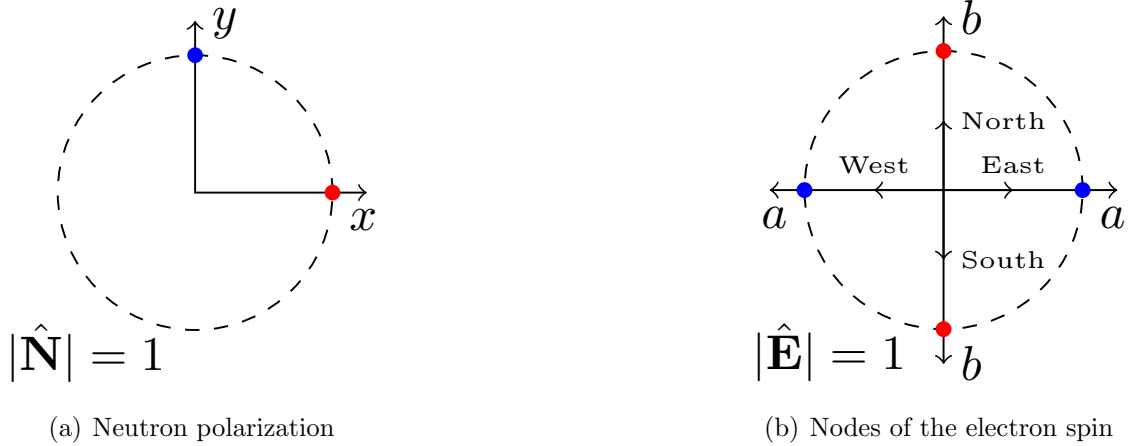 y
x
|N̂| = 1
(a) Neutron polarization
b
North
West
East
a
a
South
b
|Ê| = 1
(b) Nodes of the electron spin